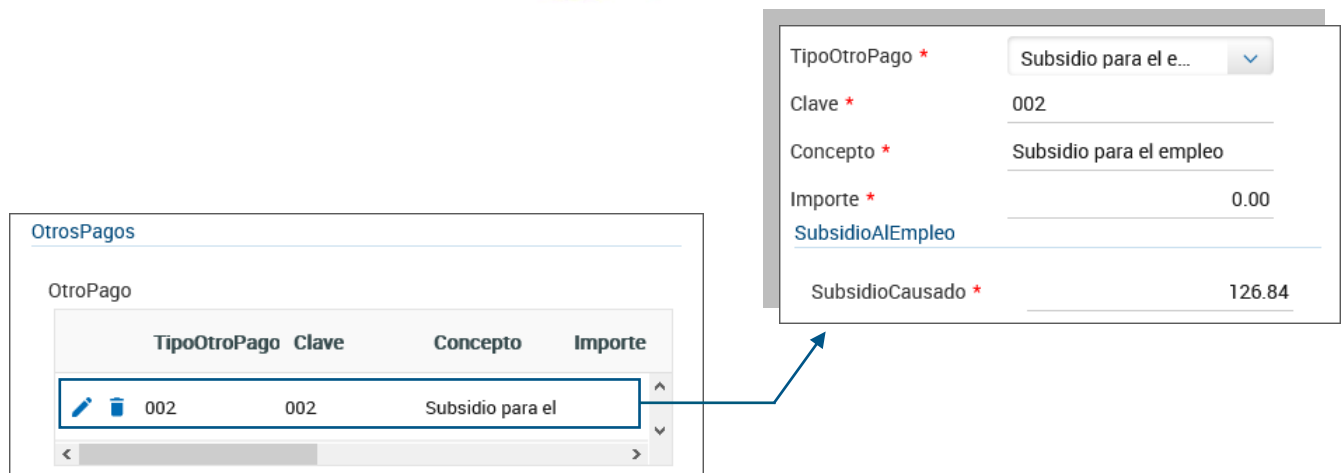 TipoOtroPago * Subsidio para el e...
Clave * 002
Concepto * Subsidio para el empleo
Importe * 0.00
SubsidioAlEmpleo
SubsidioCausado * 126.84
OtrosPagos
OtroPago
TipoOtroPago Clave Concepto Importe
002 002 Subsidio para el